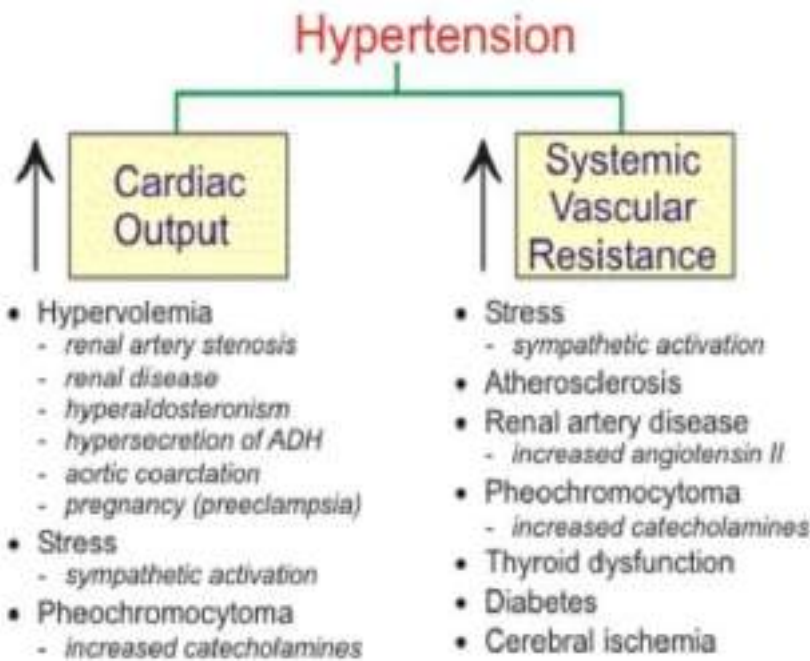 Hypertension
Cardiac
Output
• Hypervolemia
- renal artery stenosis
- renal disease
- hyperaldosteronism
- hypersecretion of ADH
- aortic coarctation
- pregnancy (preeclampsia)
• Stress
- sympathetic activation
• Pheochromocytoma
- increased catecholamines
Systemic
Vascular
Resistance
• Stress
- sympathetic activation
• Atherosclerosis
• Renal artery disease
- increased angiotensin II
• Pheochromocytoma
- increased catecholamines
• Thyroid dysfunction
• Diabetes
• Cerebral ischemia